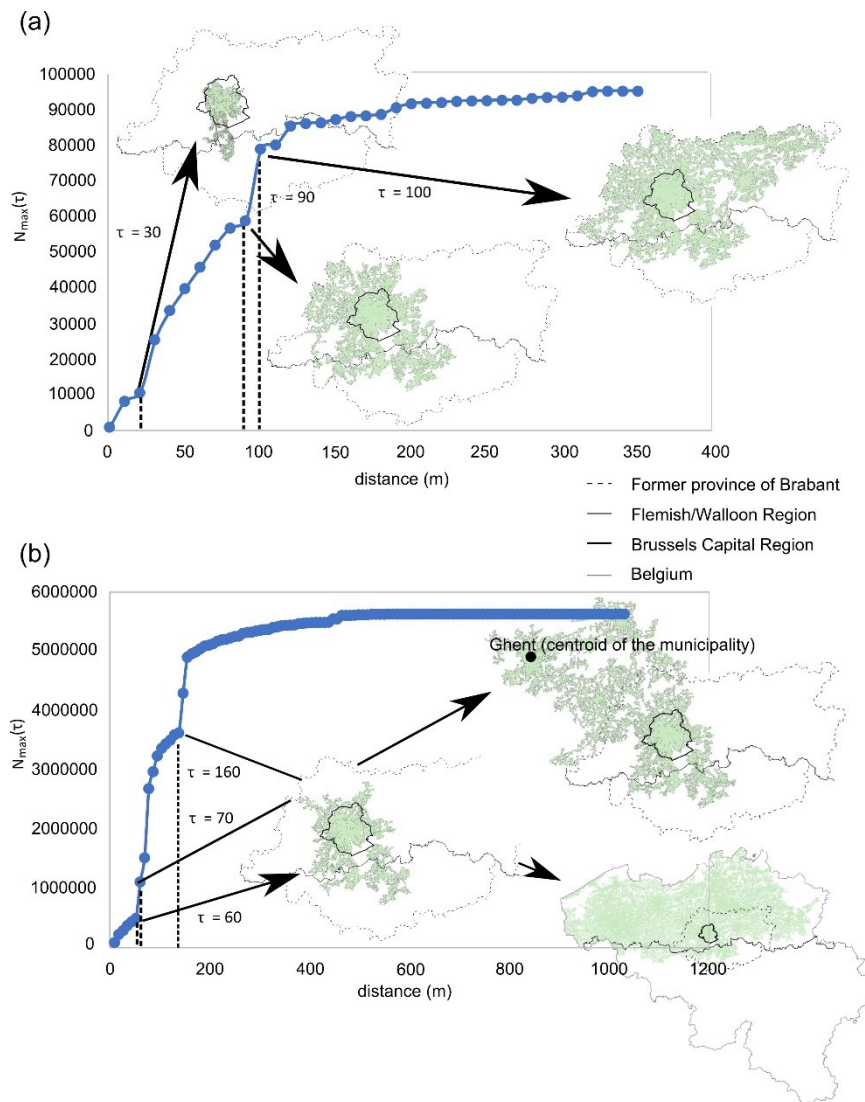 (a)
100000
90000
80000
70000
60000
50000
40000
30000
20000
10000
0
Nmax(τ)
τ = 30
τ = 90
τ = 100
0 50 100 150 200 250 300 350 400
distance (m)
Former province of Brabant
Flemish/Walloon Region
Brussels Capital Region
Belgium
(b)
6000000
5000000
4000000
3000000
2000000
1000000
0
Nmax(τ)
Ghent (centroid of the municipality)
τ = 160
τ = 70
τ = 60
0 200 400 600 800 1000 1200
distance (m)